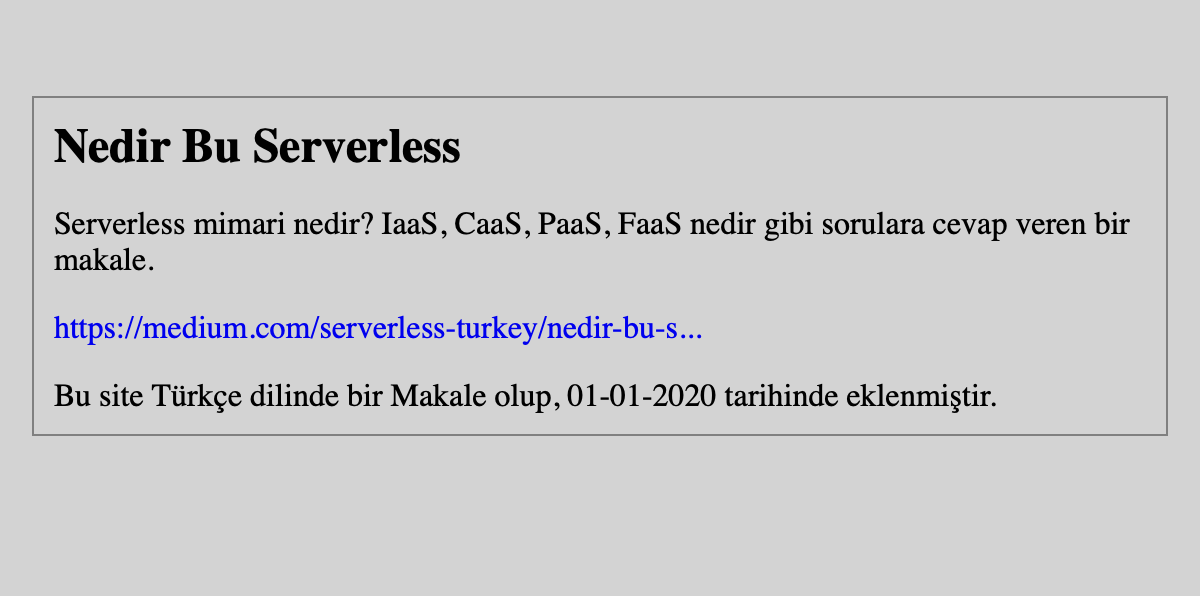 Nedir Bu Serverless
Serverless mimari nedir? IaaS, CaaS, PaaS, FaaS nedir gibi sorulara cevap veren bir
makale.
https://medium.com/serverless-turkey/nedir-bu-s...
Bu site Türkçe dilinde bir Makale olup, 01-01-2020 tarihinde eklenmiştir.